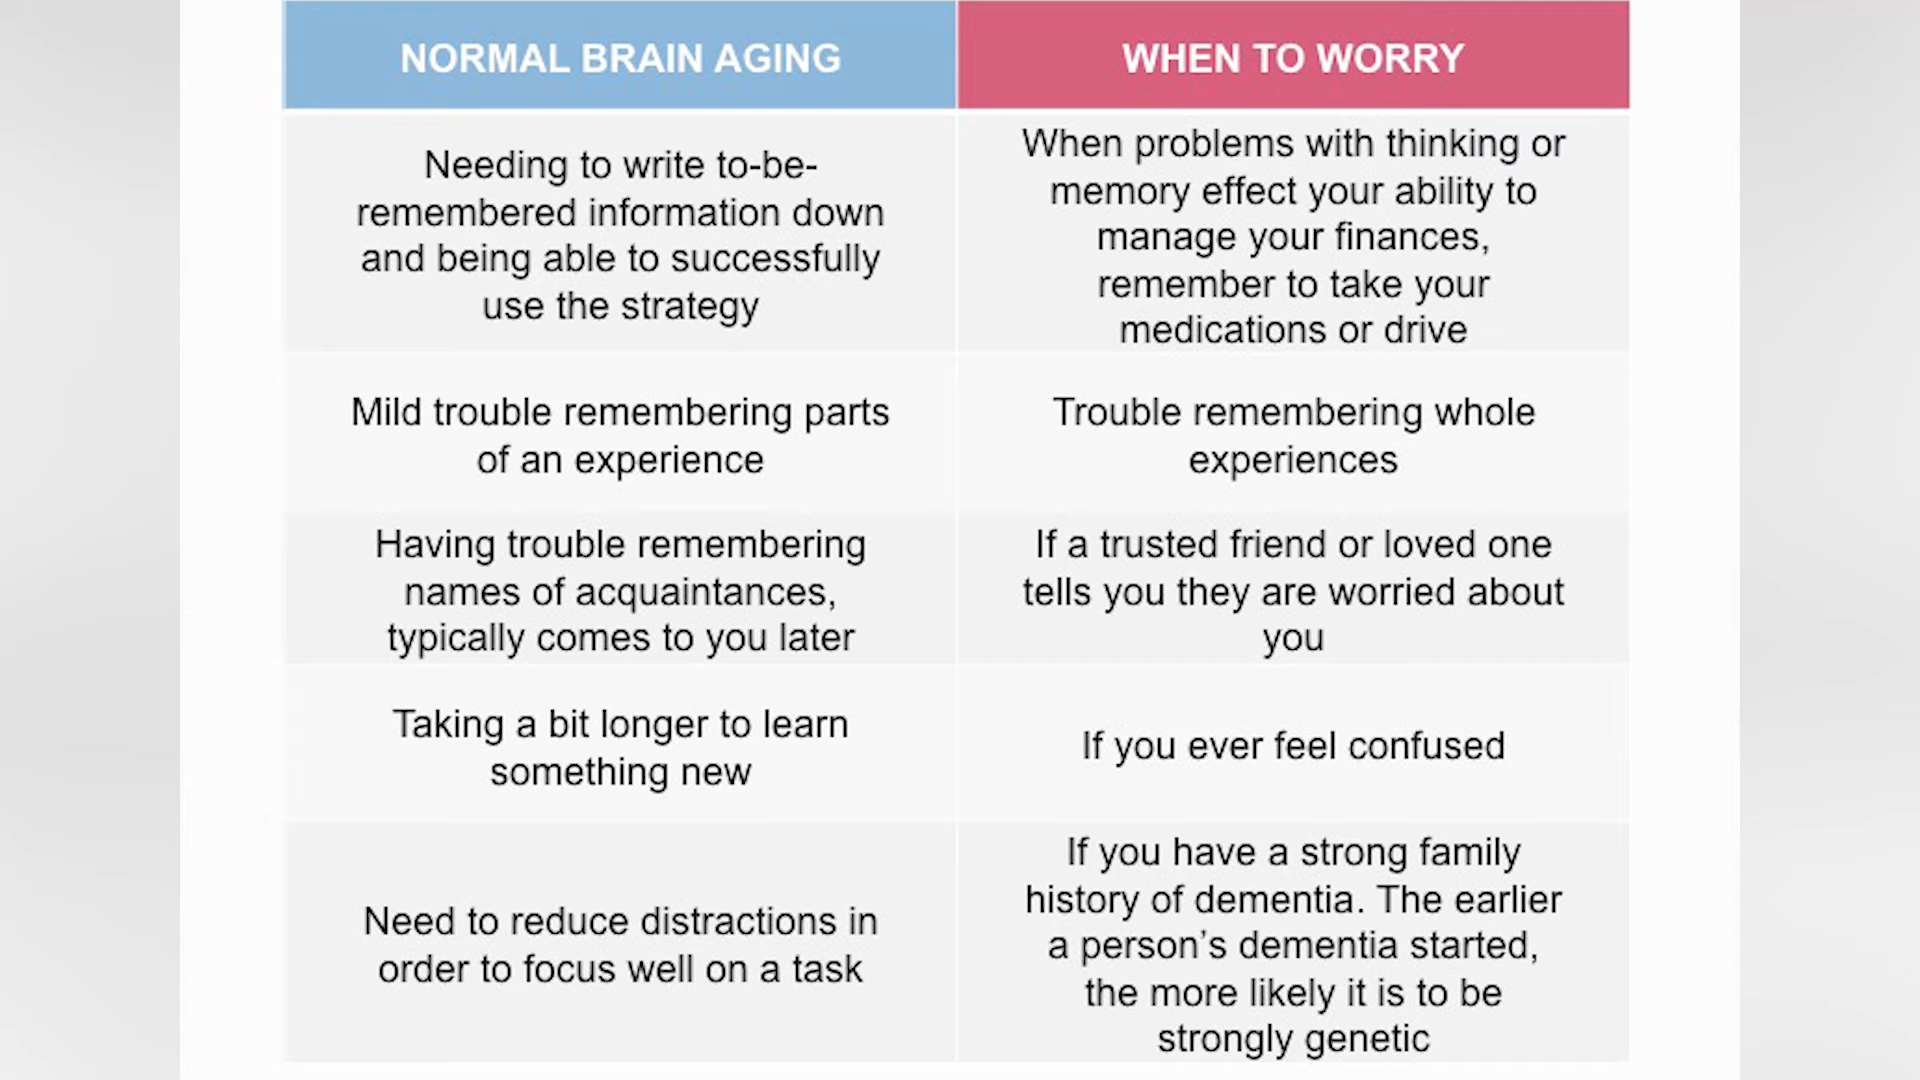 NORMAL BRAIN AGING
WHEN TO WORRY
Needing to write to-be-
remembered information down
and being able to successfully
use the strategy
When problems with thinking or
memory effect your ability to
manage your finances,
remember to take your
medications or drive
Mild trouble remembering parts
of an experience
Trouble remembering whole
experiences
Having trouble remembering
names of acquaintances,
typically comes to you later
If a trusted friend or loved one
tells you they are worried about
you
Taking a bit longer to learn
something new
If you ever feel confused
Need to reduce distractions in
order to focus well on a task
If you have a strong family
history of dementia. The earlier
a person’s dementia started,
the more likely it is to be
strongly genetic